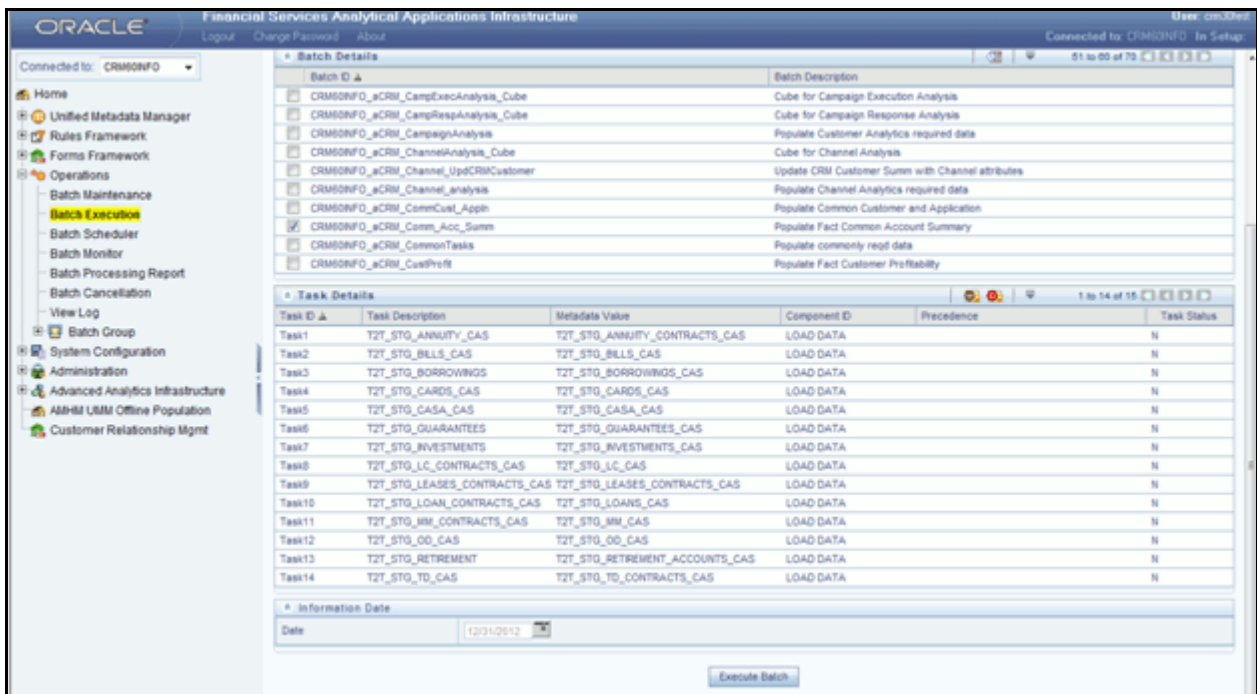 ORACLE
Financial Services Analytical Applications Infrastructure
Logout Change Password About
Connected to: CRM60INFO In Setup:
Connected to: CRM60INFO
Home
Unified Metadata Manager
Rules Framework
Forms Framework
Operations
Batch Maintenance
Batch Execution
Batch Scheduler
Batch Monitor
Batch Processing Report
Batch Cancellation
View Log
Batch Group
System Configuration
Administration
Advanced Analytics Infrastructure
AMHM UMM Offline Population
Customer Relationship Mgmt
Batch Details 51 to 60 of 70
Batch ID Batch Description
CRM60INFO_aCRM_CampExecAnalysis_Cube Cube for Campaign Execution Analysis
CRM60INFO_aCRM_CampRespAnalysis_Cube Cube for Campaign Response Analysis
CRM60INFO_aCRM_CampaignAnalysis Populate Customer Analytics required data
CRM60INFO_aCRM_ChannelAnalysis_Cube Cube for Channel Analysis
CRM60INFO_aCRM_Channel_UpdCRMCustomer Update CRM Customer Summ with Channel attributes
CRM60INFO_aCRM_Channel_analysis Populate Channel Analytics required data
CRM60INFO_aCRM_CommCust_Appln Populate Common Customer and Application
CRM60INFO_aCRM_Comm_Acc_Summ Populate Fact Common Account Summary
CRM60INFO_aCRM_CommonTasks Populate commonly reqd data
CRM60INFO_aCRM_CustProfit Populate Fact Customer Profitability
Task Details 1 to 14 of 15
Task ID Task Description Metadata Value Component ID Precedence Task Status
Task1 T2T_STG_ANNUITY_CAS T2T_STG_ANNUITY_CONTRACTS_CAS LOAD DATA N
Task2 T2T_STG_BILLS_CAS T2T_STG_BILLS_CAS LOAD DATA N
Task3 T2T_STG_BORROWINGS T2T_STG_BORROWINGS_CAS LOAD DATA N
Task4 T2T_STG_CARDS_CAS T2T_STG_CARDS_CAS LOAD DATA N
Task5 T2T_STG_CASA_CAS T2T_STG_CASA_CAS LOAD DATA N
Task6 T2T_STG_GUARANTEES T2T_STG_GUARANTEES_CAS LOAD DATA N
Task7 T2T_STG_INVESTMENTS T2T_STG_INVESTMENTS_CAS LOAD DATA N
Task8 T2T_STG_LC_CONTRACTS_CAS T2T_STG_LC_CAS LOAD DATA N
Task9 T2T_STG_LEASES_CONTRACTS_CAS T2T_STG_LEASES_CONTRACTS_CAS LOAD DATA N
Task10 T2T_STG_LOAN_CONTRACTS_CAS T2T_STG_LOANS_CAS LOAD DATA N
Task11 T2T_STG_MM_CONTRACTS_CAS T2T_STG_MM_CAS LOAD DATA N
Task12 T2T_STG_OD_CAS T2T_STG_OD_CAS LOAD DATA N
Task13 T2T_STG_RETIREMENT T2T_STG_RETIREMENT_ACCOUNTS_CAS LOAD DATA N
Task14 T2T_STG_TD_CAS T2T_STG_TD_CONTRACTS_CAS LOAD DATA N
Information Date
Date 12/31/2012
Execute Batch